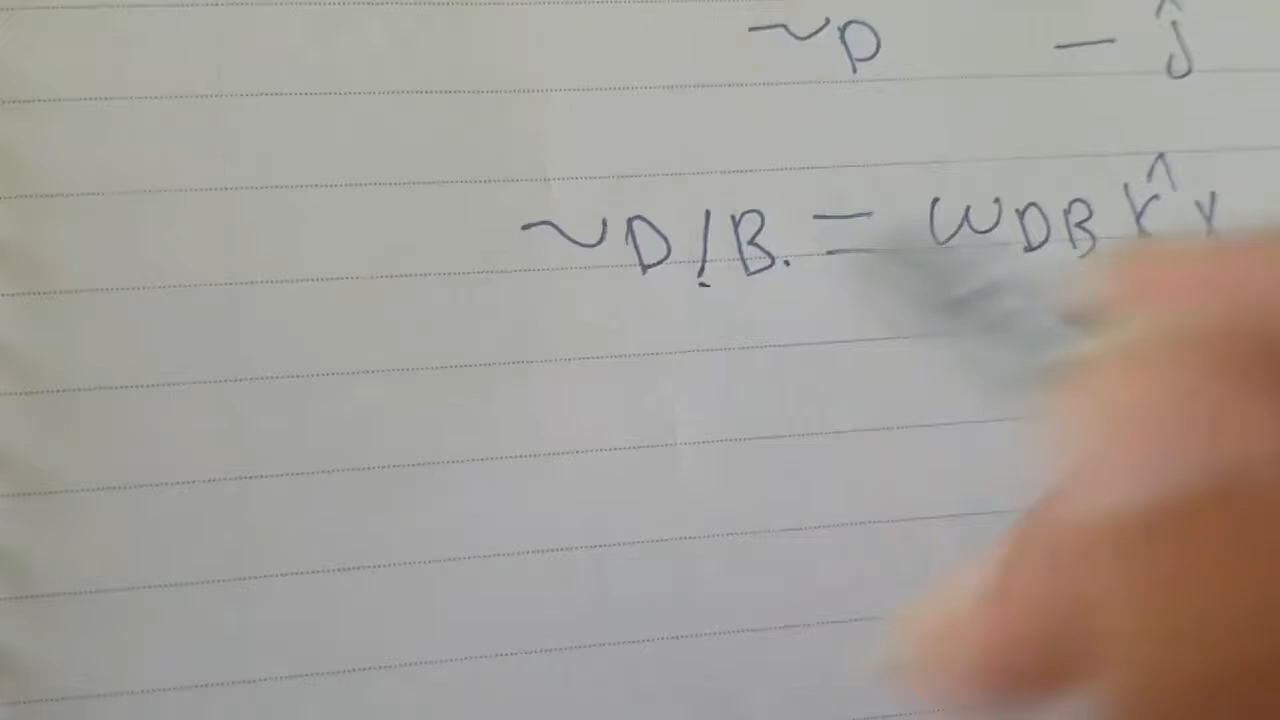 ~D - ĵ
~D/B. = ωDB k̂ x